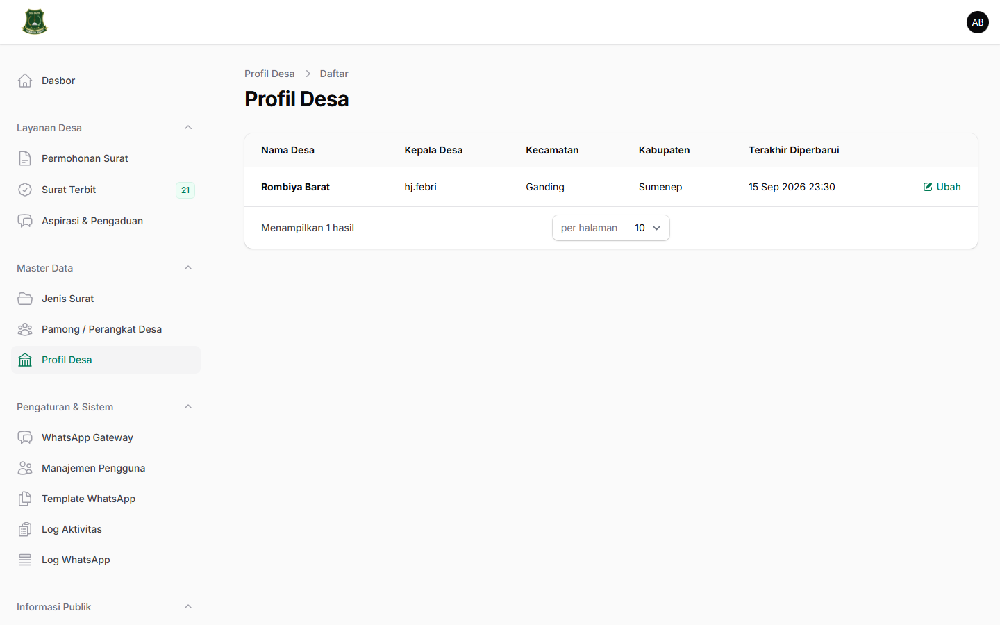 AB
Dasbor
Layanan Desa
Permohonan Surat
Surat Terbit 21
Aspirasi & Pengaduan
Master Data
Jenis Surat
Pamong / Perangkat Desa
Profil Desa
Pengaturan & Sistem
WhatsApp Gateway
Manajemen Pengguna
Template WhatsApp
Log Aktivitas
Log WhatsApp
Informasi Publik
Profil Desa Daftar
Profil Desa
Nama Desa Kepala Desa Kecamatan Kabupaten Terakhir Diperbarui
Rombiya Barat hj.febri Ganding Sumenep 15 Sep 2026 23:30 Ubah
Menampilkan 1 hasil per halaman 10